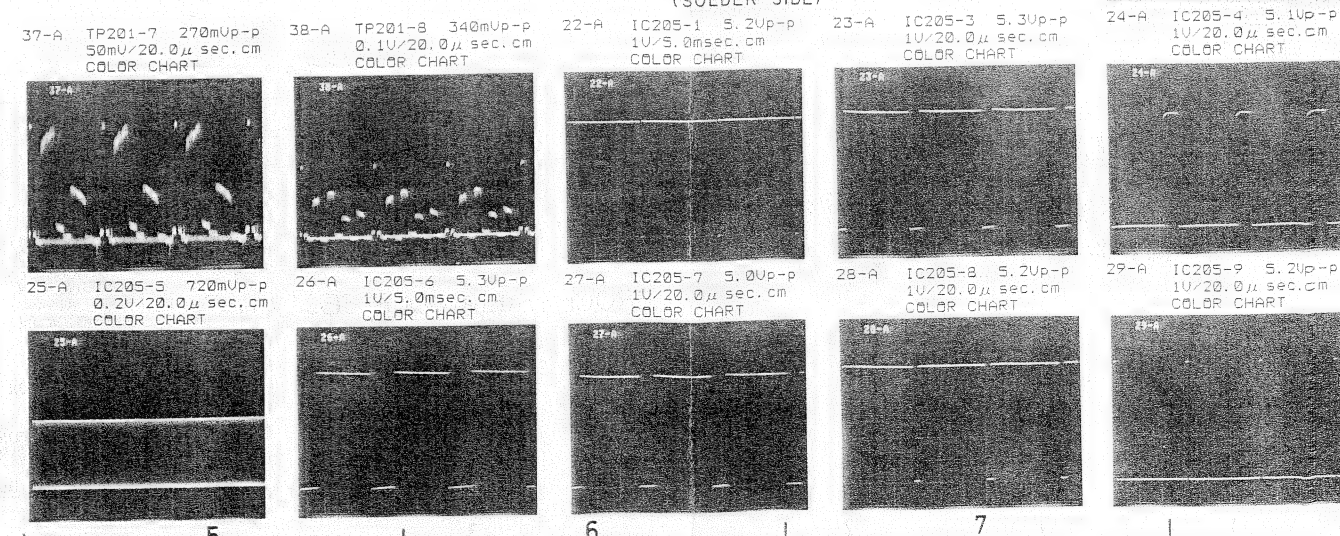 (SOLDER SIDE)
37-A TP201-7 270mVp-p
50mV/20.0µ sec.cm
COLOR CHART
37-A
38-A TP201-8 340mVp-p
0.1V/20.0µ sec.cm
COLOR CHART
38-A
22-A IC205-1 5.2Vp-p
1V/5.0msec.cm
COLOR CHART
22-A
23-A IC205-3 5.3Vp-p
1V/20.0µ sec.cm
COLOR CHART
23-A
24-A IC205-4 5.1Vp-p
1V/20.0µ sec.cm
COLOR CHART
24-A
25-A IC205-5 720mVp-p
0.2V/20.0µ sec.cm
COLOR CHART
25-A
26-A IC205-6 5.3Vp-p
1V/5.0msec.cm
COLOR CHART
26-A
27-A IC205-7 5.0Vp-p
1V/20.0µ sec.cm
COLOR CHART
27-A
28-A IC205-8 5.2Vp-p
1V/20.0µ sec.cm
COLOR CHART
28-A
29-A IC205-9 5.2Vp-p
1V/20.0µ sec.cm
COLOR CHART
29-A
5 6 7